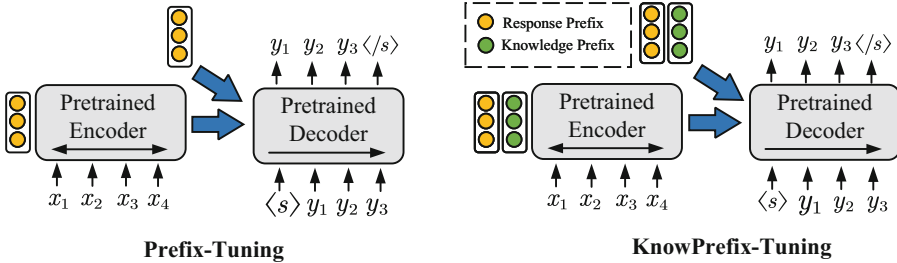 y1 y2 y3 ⟨/s⟩
Pretrained Encoder
Pretrained Decoder
x1 x2 x3 x4
⟨s⟩ y1 y2 y3
Prefix-Tuning
Response Prefix
Knowledge Prefix
y1 y2 y3 ⟨/s⟩
Pretrained Encoder
Pretrained Decoder
x1 x2 x3 x4
⟨s⟩ y1 y2 y3
KnowPrefix-Tuning